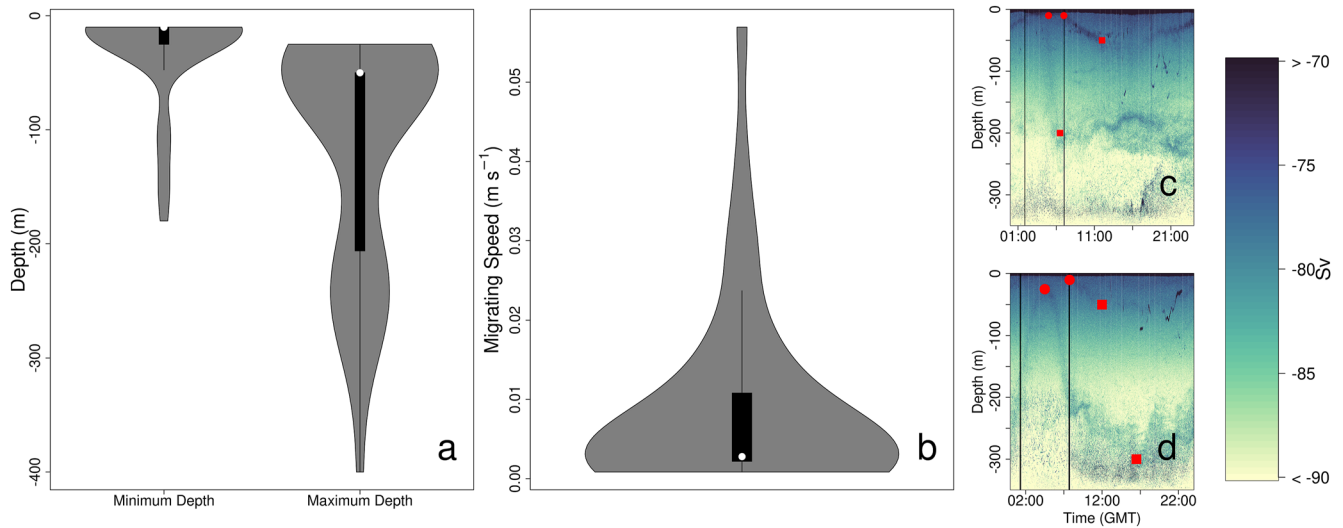 0
-100
-200
-300
-400
Depth (m)
Minimum Depth
Maximum Depth
a
0.05
0.04
0.03
0.02
0.01
0.00
Migrating Speed (m s⁻¹)
b
0
-100
-200
-300
Depth (m)
01:00
11:00
21:00
c
0
-100
-200
-300
Depth (m)
02:00
12:00
22:00
Time (GMT)
d
> -70
-75
-80
-85
< -90
Sv